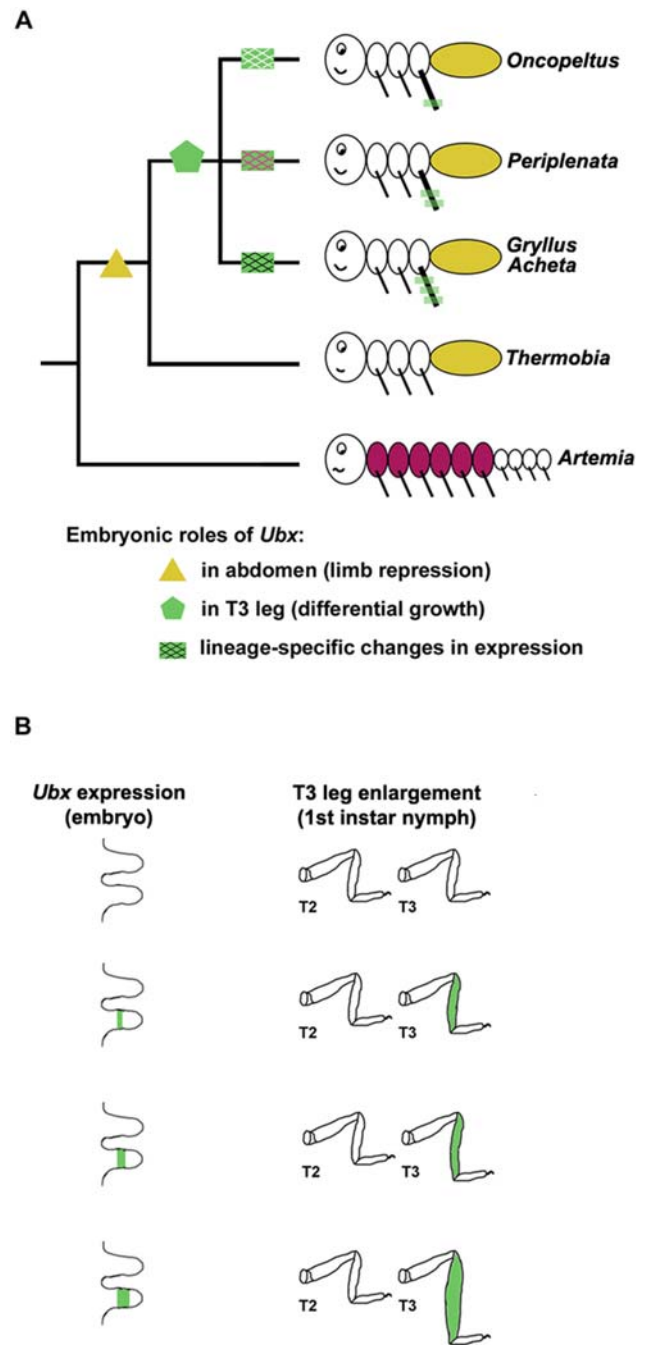 A
Oncopeltus
Periplenata
Gryllus
Acheta
Thermobia
Artemia
Embryonic roles of Ubx:
in abdomen (limb repression)
in T3 leg (differential growth)
lineage-specific changes in expression
B
Ubx expression
(embryo)
T3 leg enlargement
(1st instar nymph)
T2
T3
T2
T3
T2
T3
T2
T3